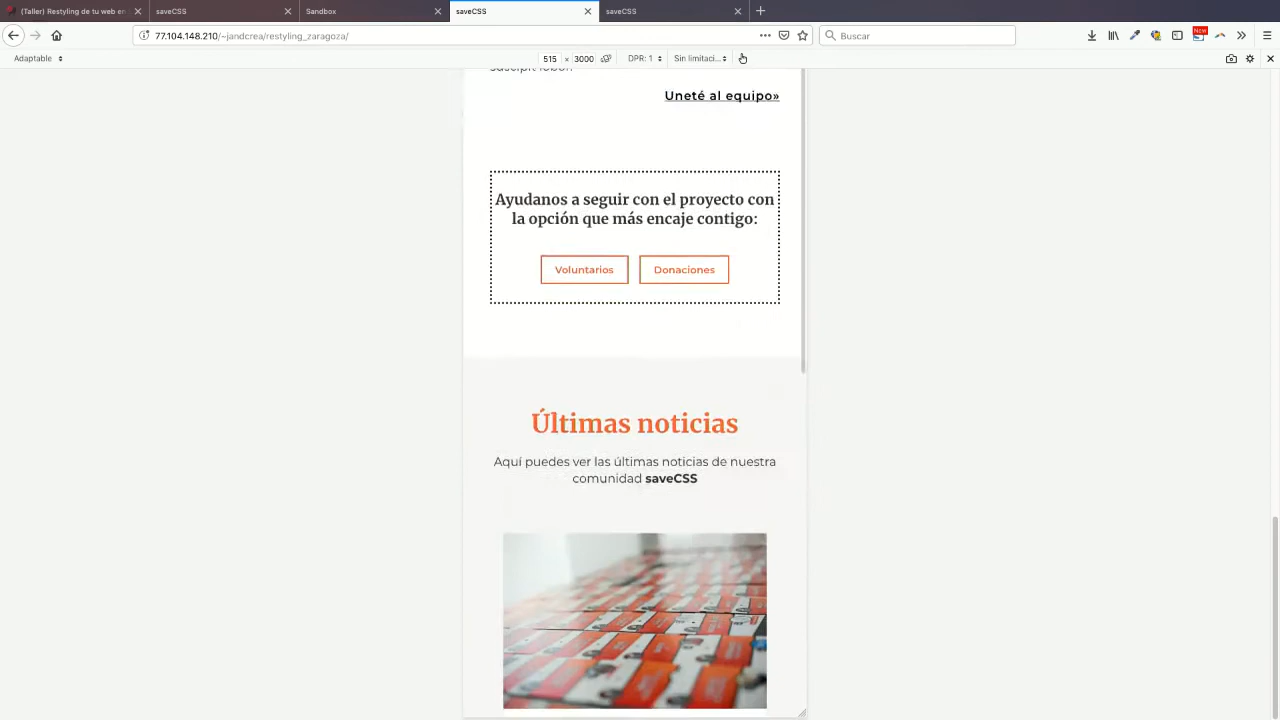 (Taller) Restyling de tu web en
saveCSS
Sandbox
saveCSS
saveCSS
77.104.148.210/~jandcrea/restyling_zaragoza/
Buscar
New
Adaptable
515 × 3000
DPR: 1
Sin limitaci...
Uneté al equipo»
Ayudanos a seguir con el proyecto con
la opción que más encaje contigo:
Voluntarios
Donaciones
Últimas noticias
Aquí puedes ver las últimas noticias de nuestra
comunidad saveCSS